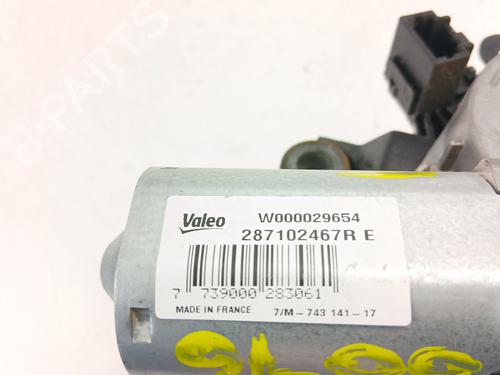 B-PARTS
Valeo
W000029654
287102467R E
7 739000 283061
MADE IN FRANCE 7/M - 743 141 - 17